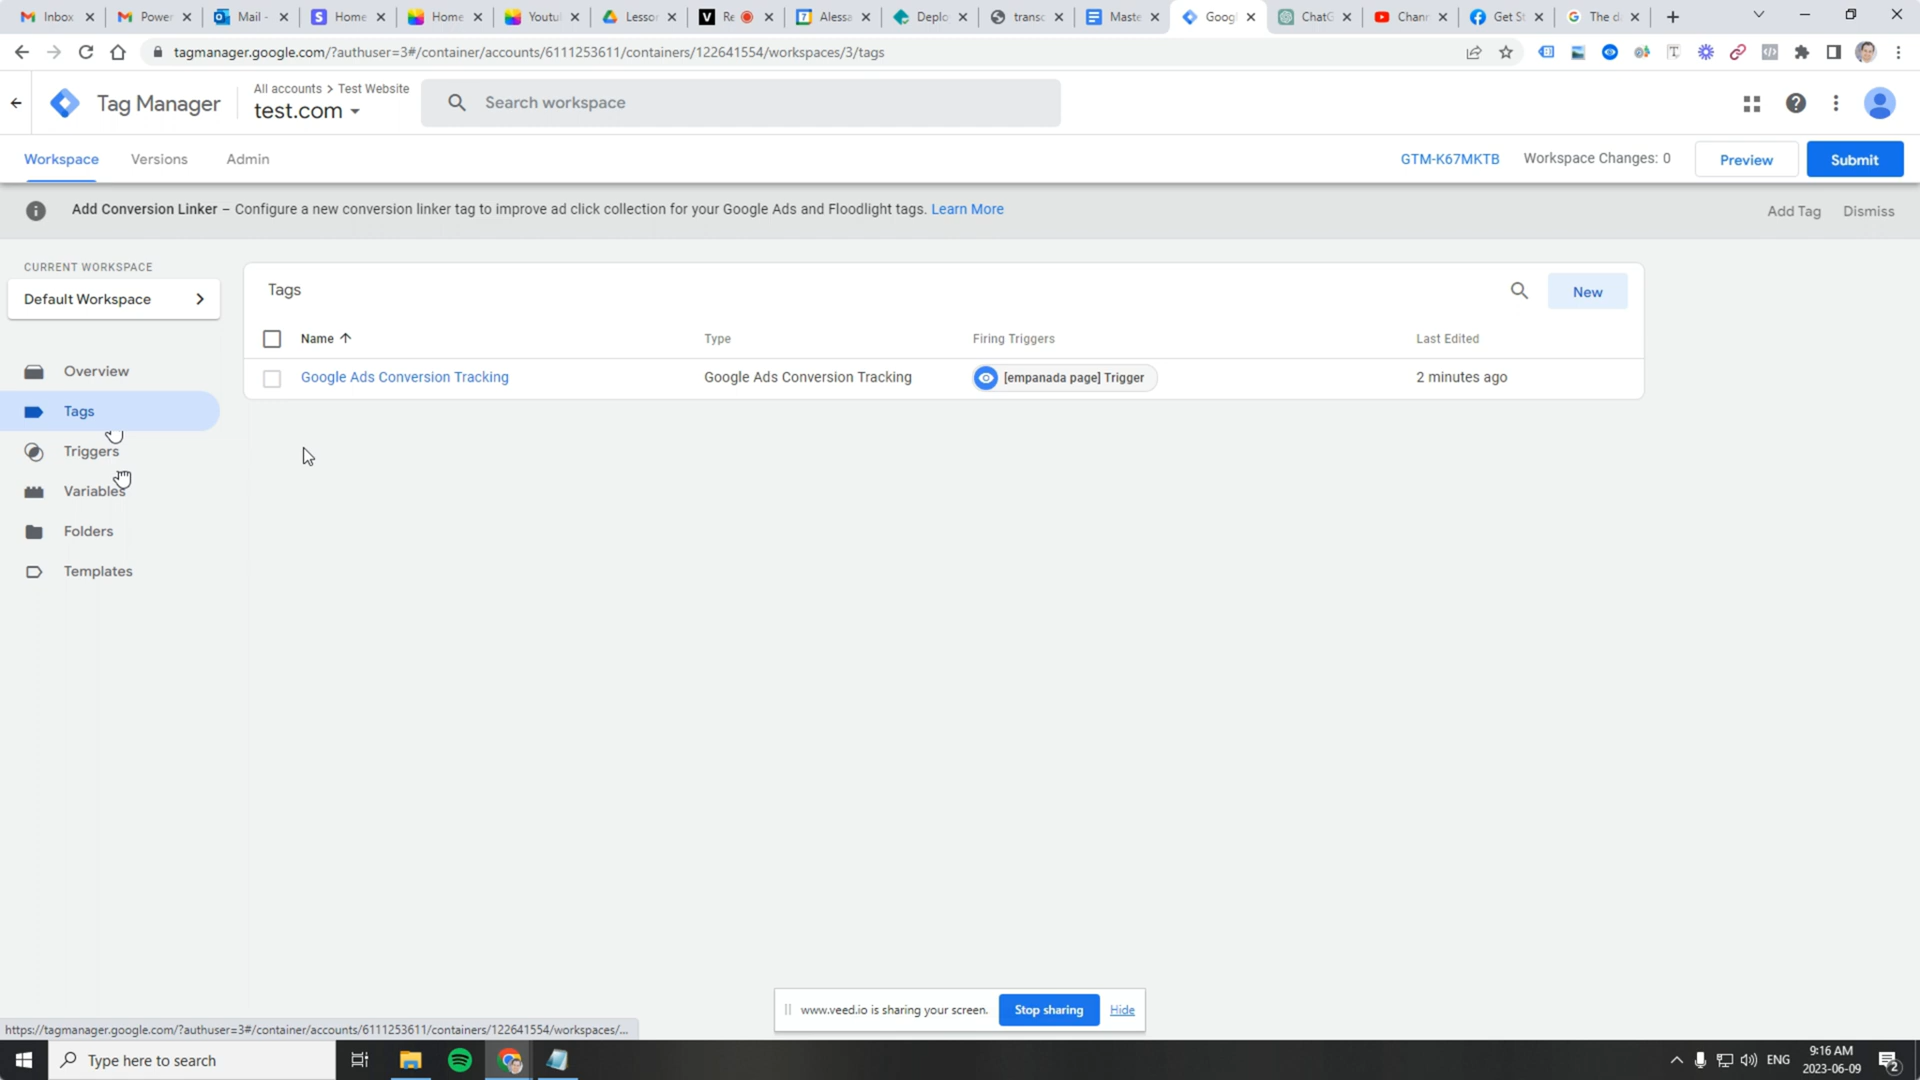 Inbox
Power
Mail -
Home
Home
Youtu
Lessor
Re
Alessa
Deplo
transc
Maste
Googl
ChatG
Chann
Get St
The d
tagmanager.google.com/?authuser=3#/container/accounts/6111253611/containers/122641554/workspaces/3/tags
Tag Manager
All accounts > Test Website
test.com
Search workspace
Workspace
Versions
Admin
GTM-K67MKTB
Workspace Changes: 0
Preview
Submit
Add Conversion Linker – Configure a new conversion linker tag to improve ad click collection for your Google Ads and Floodlight tags. Learn More
Add Tag
Dismiss
CURRENT WORKSPACE
Default Workspace
Overview
Tags
Triggers
Variables
Folders
Templates
Tags
New
Name
Type
Firing Triggers
Last Edited
Google Ads Conversion Tracking
Google Ads Conversion Tracking
[empanada page] Trigger
2 minutes ago
www.veed.io is sharing your screen.
Stop sharing
Hide
https://tagmanager.google.com/?authuser=3#/container/accounts/6111253611/containers/122641554/workspaces/...
Type here to search
ENG
9:16 AM
2023-06-09
2